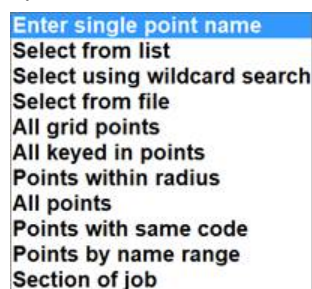 Enter single point name
Select from list
Select using wildcard search
Select from file
All grid points
All keyed in points
Points within radius
All points
Points with same code
Points by name range
Section of job